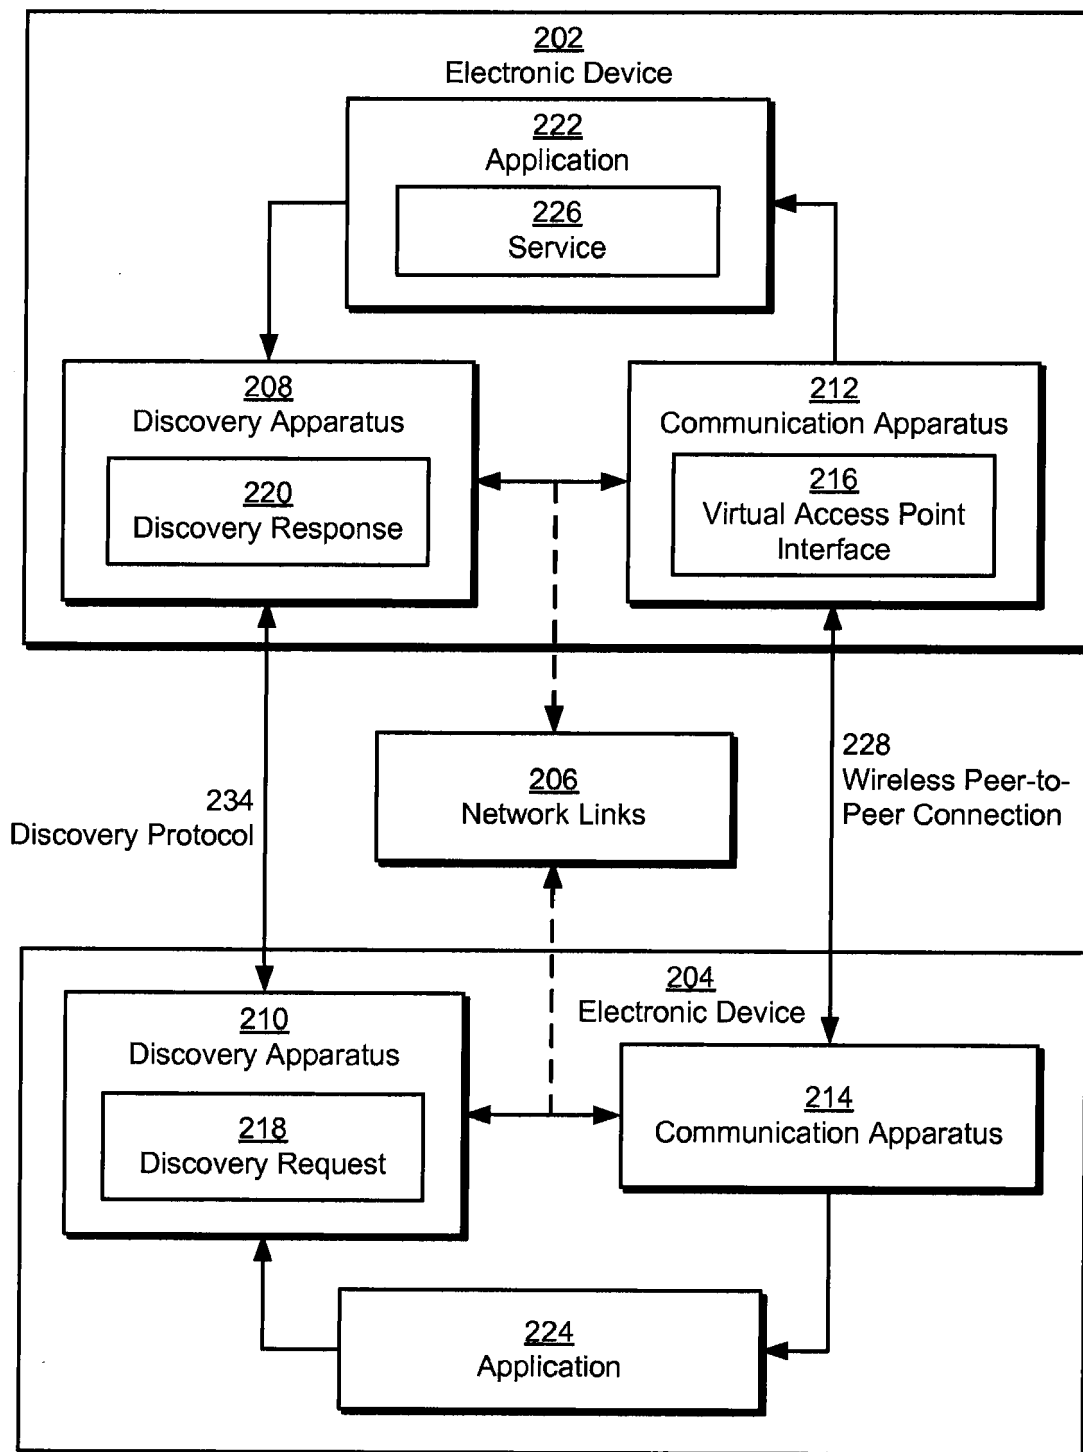 202
Electronic Device
222
Application
226
Service
208
Discovery Apparatus
220
Discovery Response
212
Communication Apparatus
216
Virtual Access Point
Interface
234
Discovery Protocol
206
Network Links
228
Wireless Peer-to-
Peer Connection
204
Electronic Device
210
Discovery Apparatus
218
Discovery Request
214
Communication Apparatus
224
Application